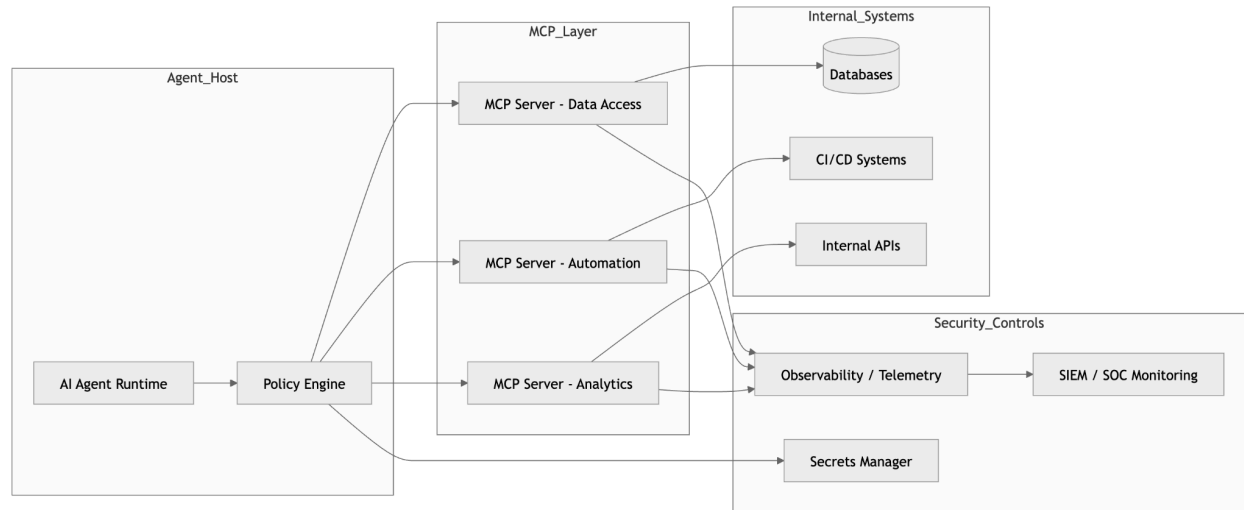 Agent_Host
AI Agent Runtime
Policy Engine
MCP_Layer
MCP Server - Data Access
MCP Server - Automation
MCP Server - Analytics
Internal_Systems
Databases
CI/CD Systems
Internal APIs
Security_Controls
Observability / Telemetry
SIEM / SOC Monitoring
Secrets Manager